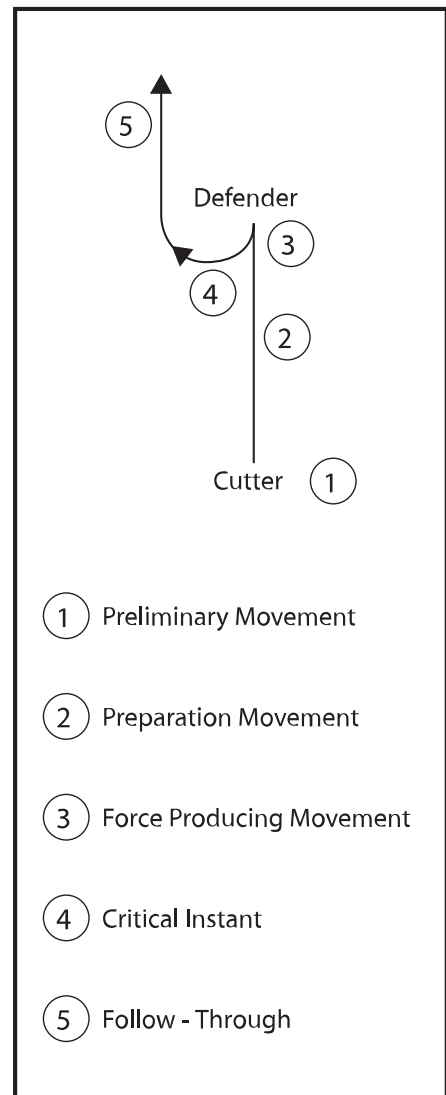 5
Defender
3
4
2
Cutter 1
1 Preliminary Movement
2 Preparation Movement
3 Force Producing Movement
4 Critical Instant
5 Follow - Through